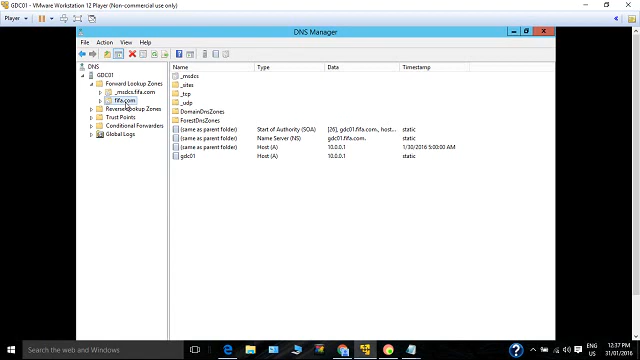 GDC01 - VMware Workstation 12 Player (Non-commercial use only)
Player
DNS Manager
File Action View Help
DNS
GDC01
Forward Lookup Zones
_msdcs.fifa.com
fifa.com
Reverse Lookup Zones
Trust Points
Conditional Forwarders
Global Logs
Name Type Data Timestamp
_msdcs
_sites
_tcp
_udp
DomainDnsZones
ForestDnsZones
(same as parent folder) Start of Authority (SOA) [26], gdc01.fifa.com., host... static
(same as parent folder) Name Server (NS) gdc01.fifa.com. static
(same as parent folder) Host (A) 10.0.0.1 1/30/2016 5:00:00 AM
gdc01 Host (A) 10.0.0.1 static
Search the web and Windows
ENG 12:37 PM
US 31/01/2016